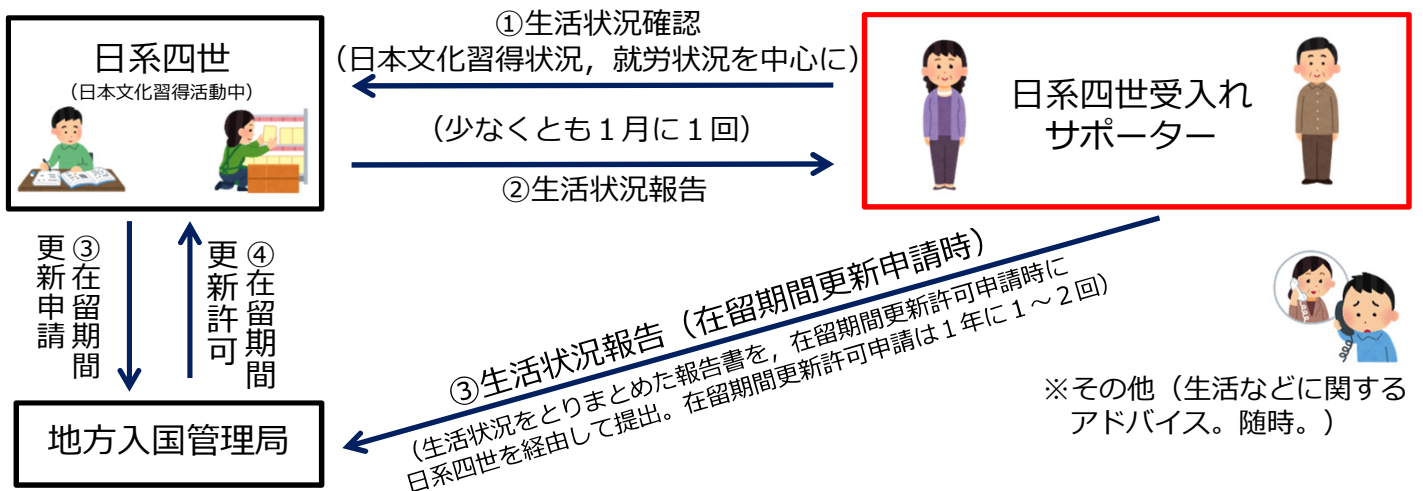 ①生活状況確認
（日本文化習得状況，就労状況を中心に）
日系四世
（日本文化習得活動中）
日系四世受入れ
サポーター
（少なくとも１月に１回）
②生活状況報告
③在留期間
更新申請
④在留期間
更新許可
③生活状況報告（在留期間更新申請時）
（生活状況をとりまとめた報告書を，在留期間更新許可申請時に
日系四世を経由して提出。在留期間更新許可申請は１年に１～２回）
地方入国管理局
※その他（生活などに関する
アドバイス。随時。）